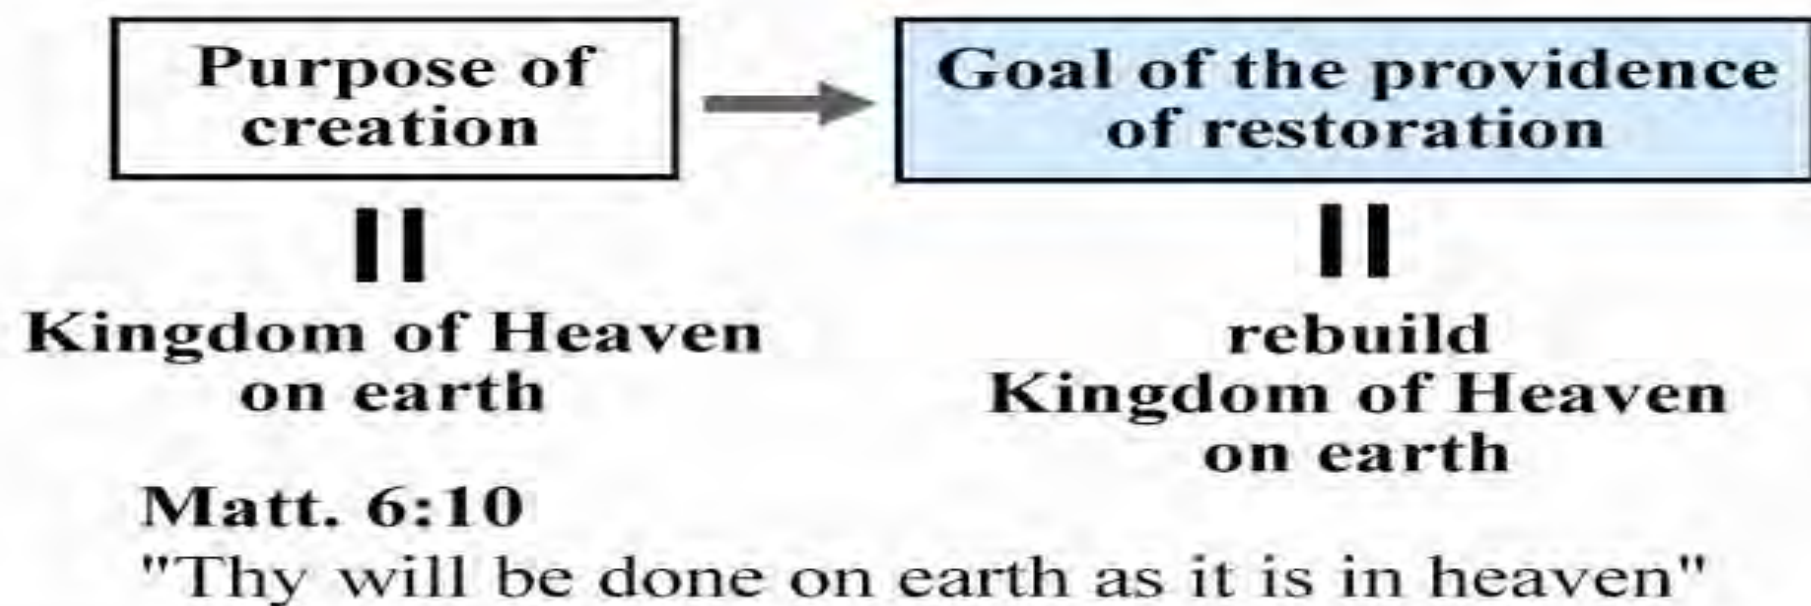 Purpose of
creation
Goal of the providence
of restoration
Kingdom of Heaven
on earth
rebuild
Kingdom of Heaven
on earth
Matt. 6:10
"Thy will be done on earth as it is in heaven"